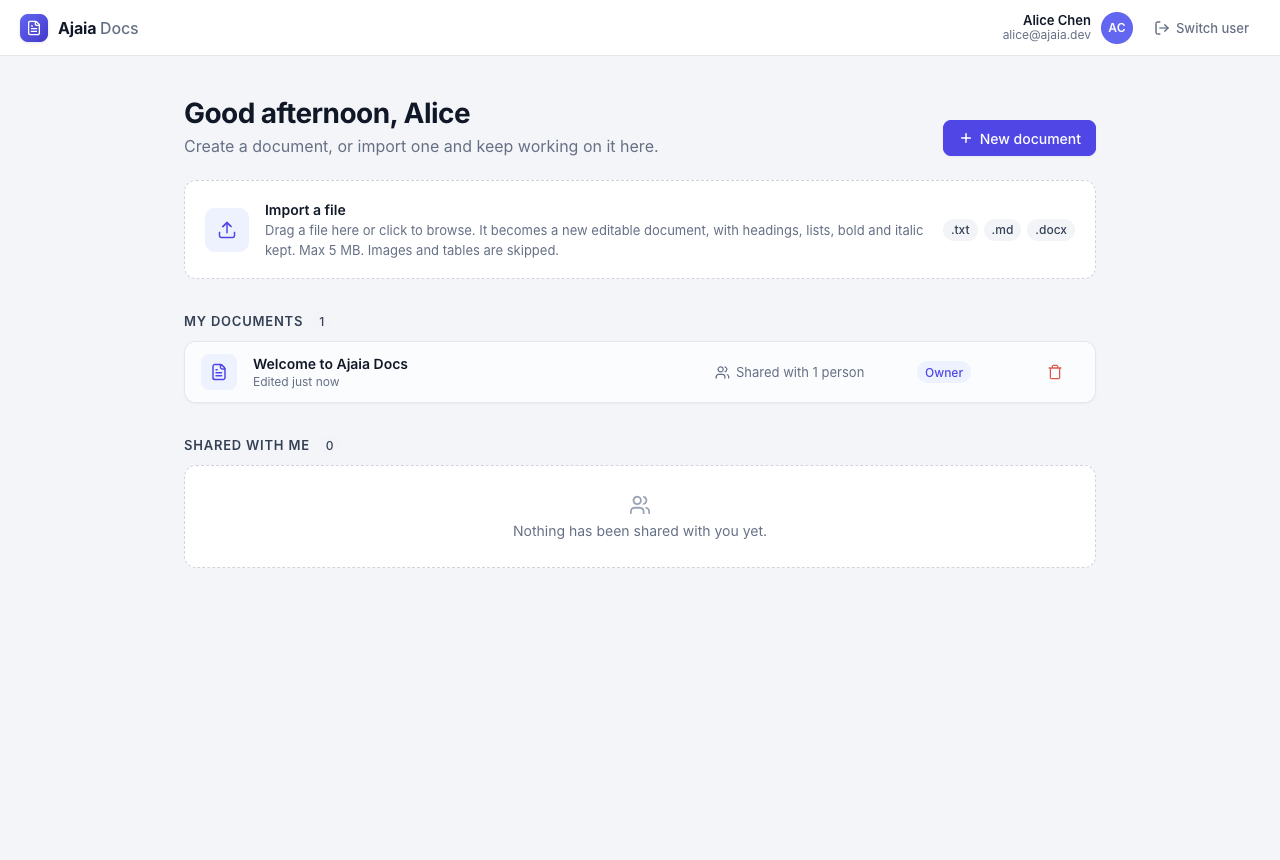 Ajaia Docs
Alice Chen
alice@ajaia.dev
AC
Switch user
Good afternoon, Alice
Create a document, or import one and keep working on it here.
New document
Import a file
Drag a file here or click to browse. It becomes a new editable document, with headings, lists, bold and italic
kept. Max 5 MB. Images and tables are skipped.
.txt
.md
.docx
MY DOCUMENTS 1
Welcome to Ajaia Docs
Edited just now
Shared with 1 person
Owner
SHARED WITH ME 0
Nothing has been shared with you yet.